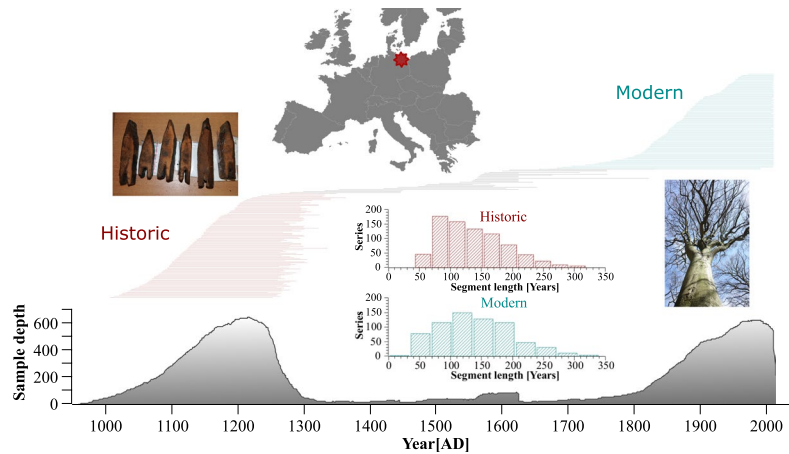 Modern
Historic
Historic
Series
200
150
100
50
0
0 50 100 150 200 250 300 350
Segment length [Years]
Modern
Series
200
150
100
50
0
0 50 100 150 200 250 300 350
Segment length [Years]
Sample depth
600
400
200
0
1000 1100 1200 1300 1400 1500 1600 1700 1800 1900 2000
Year[AD]